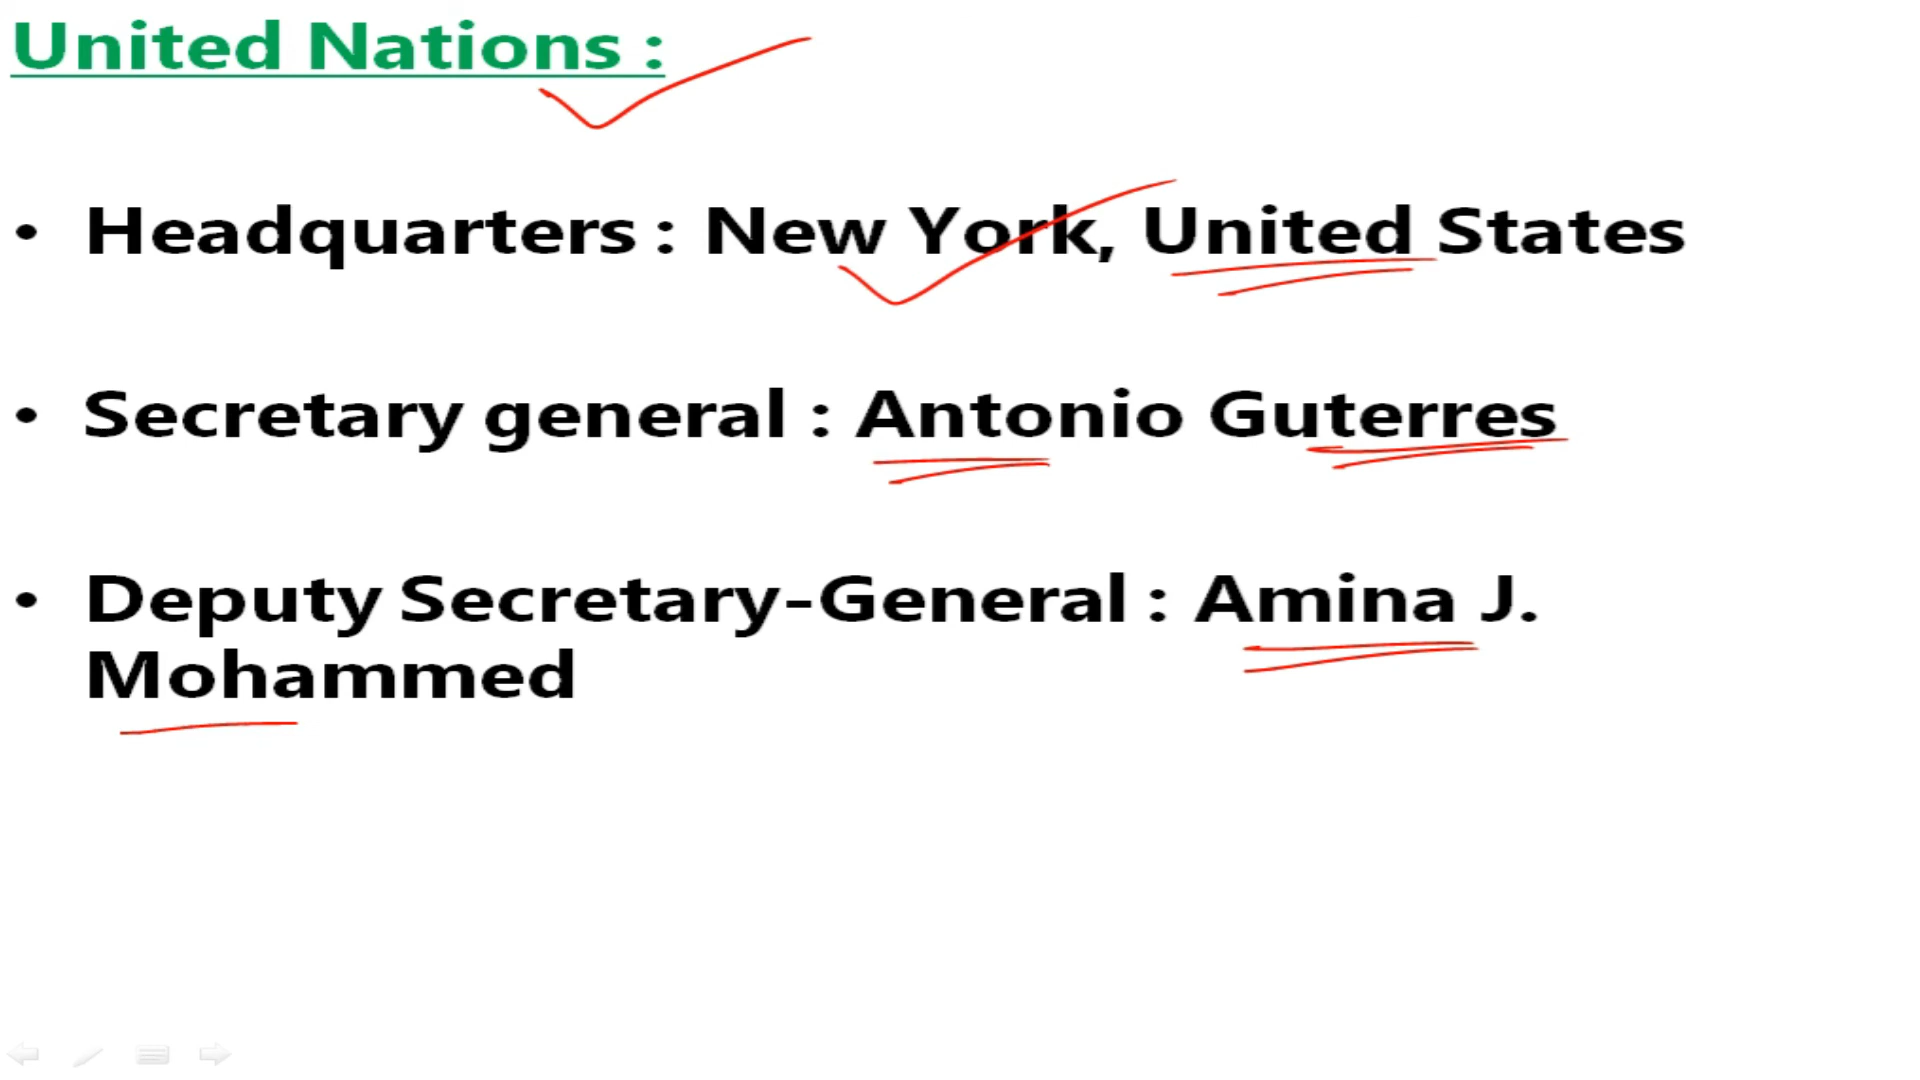 United Nations :
• Headquarters : New York, United States
• Secretary general : Antonio Guterres
• Deputy Secretary-General : Amina J.
Mohammed